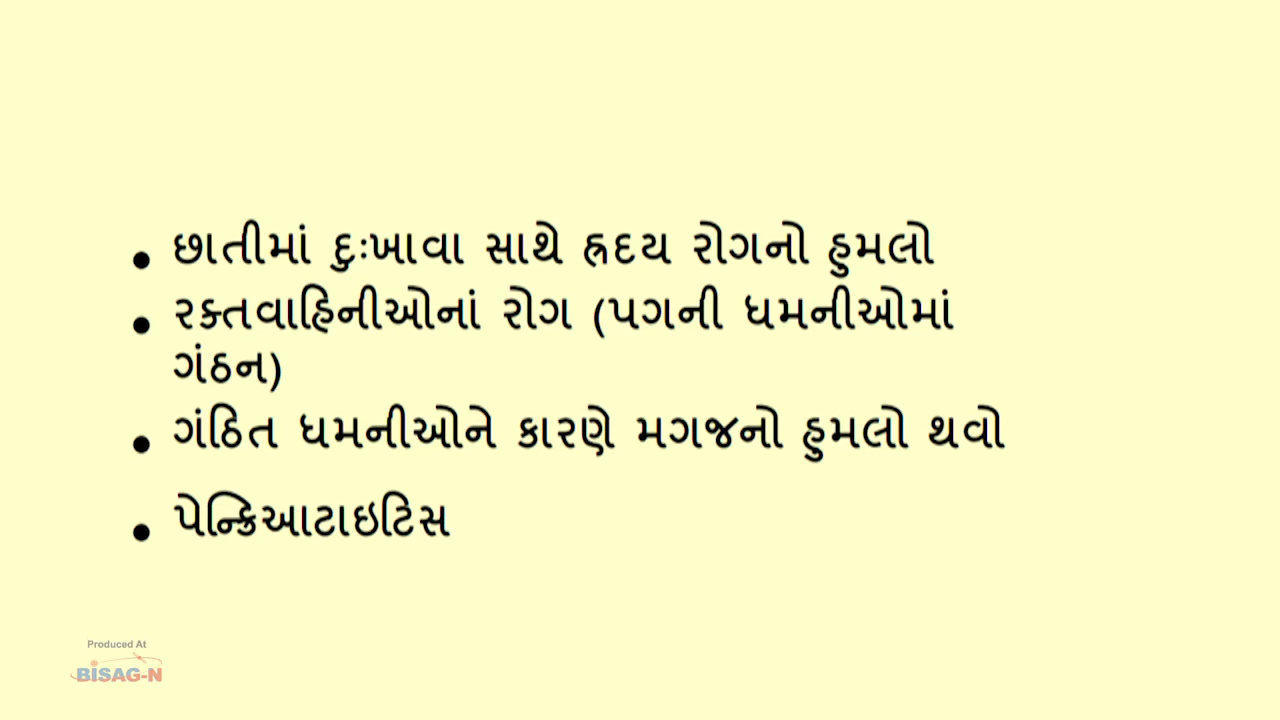 • છાતીમાં દુઃખાવા સાથે હ્રદય રોગનો હુમલો
• રક્તવાહિનીઓનાં રોગ (પગની ધમનીઓમાં
ગંઠન)
• ગંઠિત ધમનીઓને કારણે મગજનો હુમલો થવો
• પેન્ક્રિઆટાઇટિસ
Produced At
BISAG-N